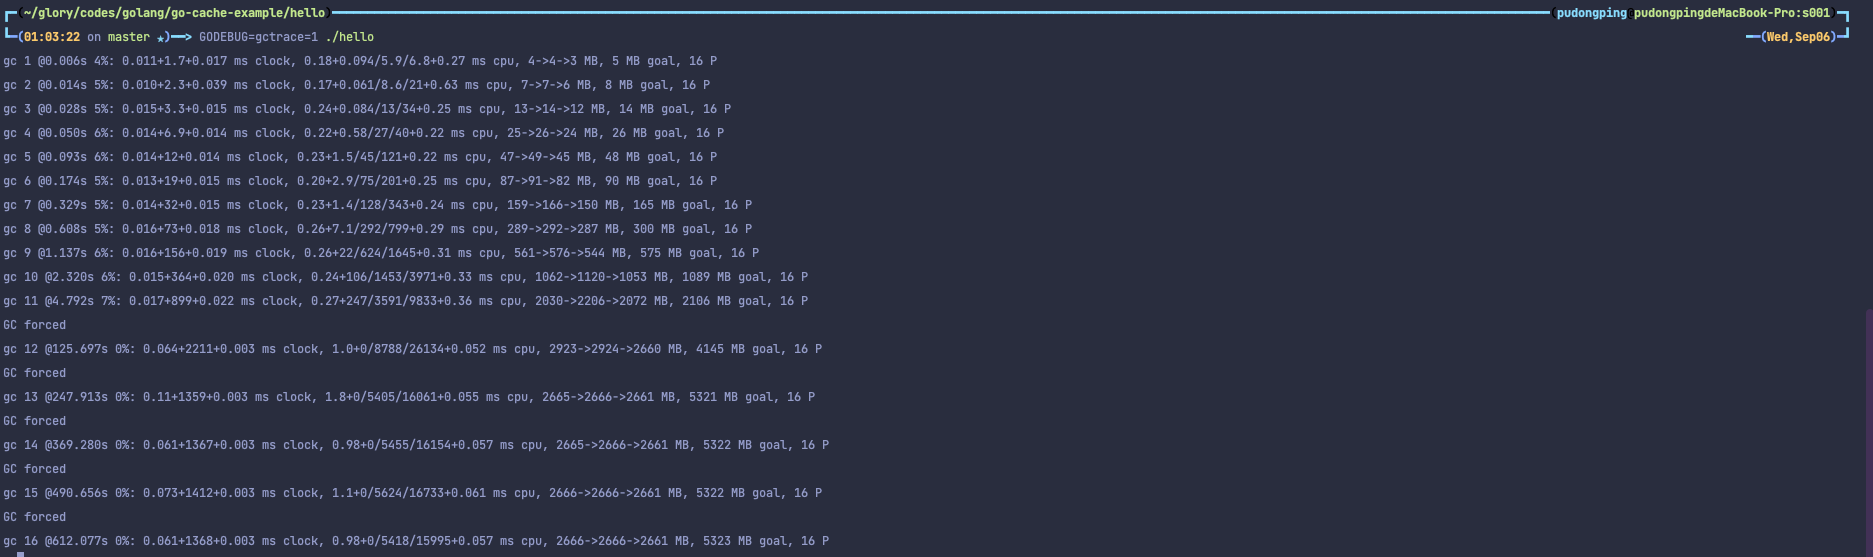 (~/glory/codes/golang/go-cache-example/hello) (pudongping@pudongpingdeMacBook-Pro:s001)
(01:03:22 on master ★)—> GODEBUG=gctrace=1 ./hello (Wed,Sep06)
gc 1 @0.006s 4%: 0.011+1.7+0.017 ms clock, 0.18+0.094/5.9/6.8+0.27 ms cpu, 4->4->3 MB, 5 MB goal, 16 P
gc 2 @0.014s 5%: 0.010+2.3+0.039 ms clock, 0.17+0.061/8.6/21+0.63 ms cpu, 7->7->6 MB, 8 MB goal, 16 P
gc 3 @0.028s 5%: 0.015+3.3+0.015 ms clock, 0.24+0.084/13/34+0.25 ms cpu, 13->14->12 MB, 14 MB goal, 16 P
gc 4 @0.050s 6%: 0.014+6.9+0.014 ms clock, 0.22+0.58/27/40+0.22 ms cpu, 25->26->24 MB, 26 MB goal, 16 P
gc 5 @0.093s 6%: 0.014+12+0.014 ms clock, 0.23+1.5/45/121+0.22 ms cpu, 47->49->45 MB, 48 MB goal, 16 P
gc 6 @0.174s 5%: 0.013+19+0.015 ms clock, 0.20+2.9/75/201+0.25 ms cpu, 87->91->82 MB, 90 MB goal, 16 P
gc 7 @0.329s 5%: 0.014+32+0.015 ms clock, 0.23+1.4/128/343+0.24 ms cpu, 159->166->150 MB, 165 MB goal, 16 P
gc 8 @0.608s 5%: 0.016+73+0.018 ms clock, 0.26+7.1/292/799+0.29 ms cpu, 289->292->287 MB, 300 MB goal, 16 P
gc 9 @1.137s 6%: 0.016+156+0.019 ms clock, 0.26+22/624/1645+0.31 ms cpu, 561->576->544 MB, 575 MB goal, 16 P
gc 10 @2.320s 6%: 0.015+364+0.020 ms clock, 0.24+106/1453/3971+0.33 ms cpu, 1062->1120->1053 MB, 1089 MB goal, 16 P
gc 11 @4.792s 7%: 0.017+899+0.022 ms clock, 0.27+247/3591/9833+0.36 ms cpu, 2030->2206->2072 MB, 2106 MB goal, 16 P
GC forced
gc 12 @125.697s 0%: 0.064+2211+0.003 ms clock, 1.0+0/8788/26134+0.052 ms cpu, 2923->2924->2660 MB, 4145 MB goal, 16 P
GC forced
gc 13 @247.913s 0%: 0.11+1359+0.003 ms clock, 1.8+0/5405/16061+0.055 ms cpu, 2665->2666->2661 MB, 5321 MB goal, 16 P
GC forced
gc 14 @369.280s 0%: 0.061+1367+0.003 ms clock, 0.98+0/5455/16154+0.057 ms cpu, 2665->2666->2661 MB, 5322 MB goal, 16 P
GC forced
gc 15 @490.656s 0%: 0.073+1412+0.003 ms clock, 1.1+0/5624/16733+0.061 ms cpu, 2666->2666->2661 MB, 5322 MB goal, 16 P
GC forced
gc 16 @612.077s 0%: 0.061+1368+0.003 ms clock, 0.98+0/5418/15995+0.057 ms cpu, 2666->2666->2661 MB, 5323 MB goal, 16 P